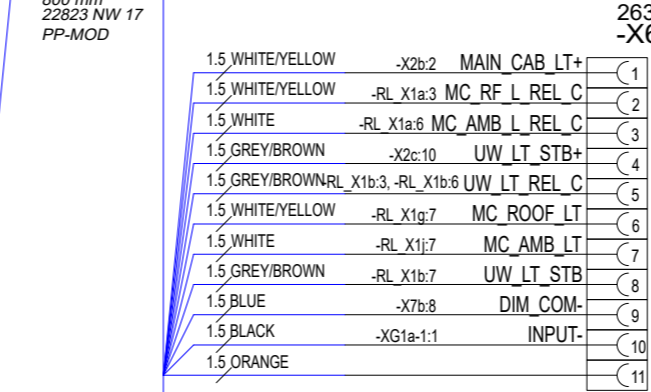 800 mm
22823 NW 17
PP-MOD
263
-X6
1.5 WHITE/YELLOW -X2b:2 MAIN_CAB_LT+ 1
1.5 WHITE/YELLOW -RL_X1a:3 MC_RF_L_REL_C 2
1.5 WHITE -RL_X1a:6 MC_AMB_L_REL_C 3
1.5 GREY/BROWN -X2c:10 UW_LT_STB+ 4
1.5 GREY/BROWN -RL_X1b:3, -RL_X1b:6 UW_LT_REL_C 5
1.5 WHITE/YELLOW -RL_X1g:7 MC_ROOF_LT 6
1.5 WHITE -RL_X1j:7 MC_AMB_LT 7
1.5 GREY/BROWN -RL_X1b:7 UW_LT_STB 8
1.5 BLUE -X7b:8 DIM_COM- 9
1.5 BLACK -XG1a-1:1 INPUT- 10
1.5 ORANGE 11